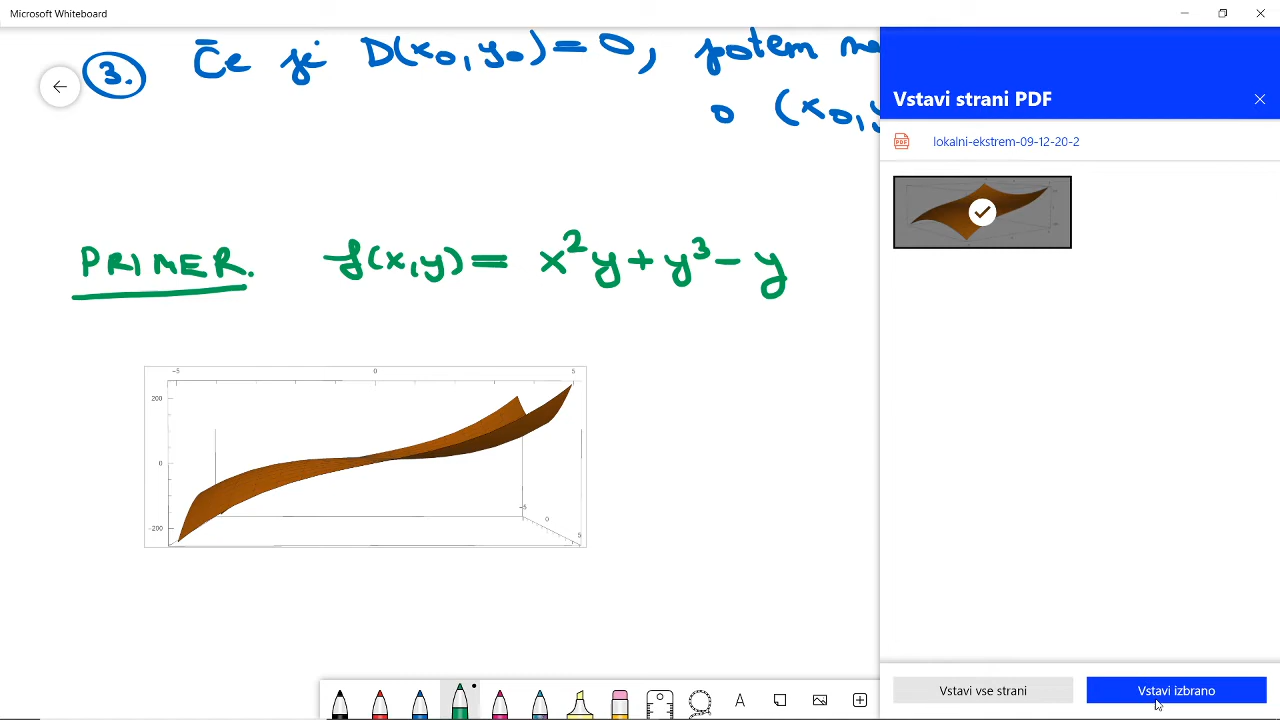 Microsoft Whiteboard
3. Če je D(x0,y0)=0, potem
o (x0,
PRIMER. f(x,y)= x²y+y³-y
-5 0 5
200
0
-200
-5
0
5
Vstavi strani PDF
lokalni-ekstrem-09-12-20-2
Vstavi vse strani
Vstavi izbrano